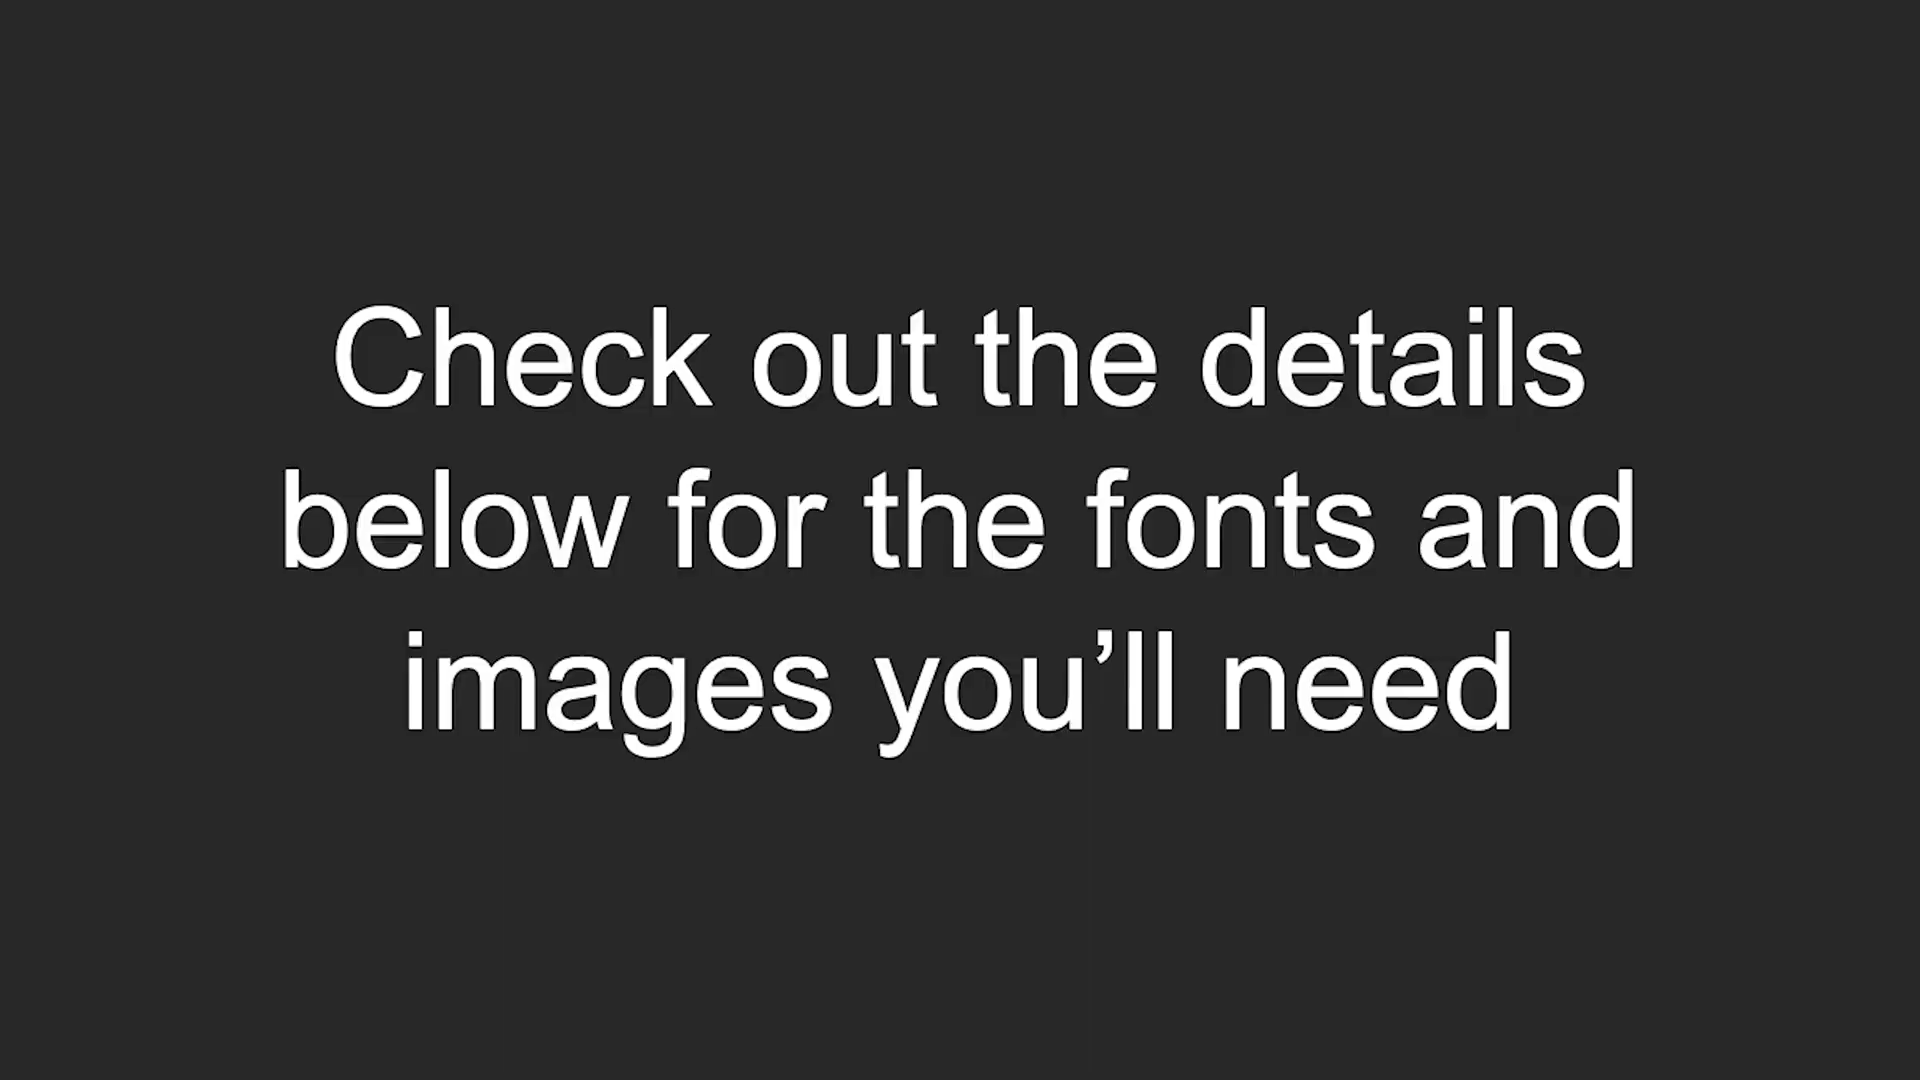 Check out the details
below for the fonts and
images you’ll need